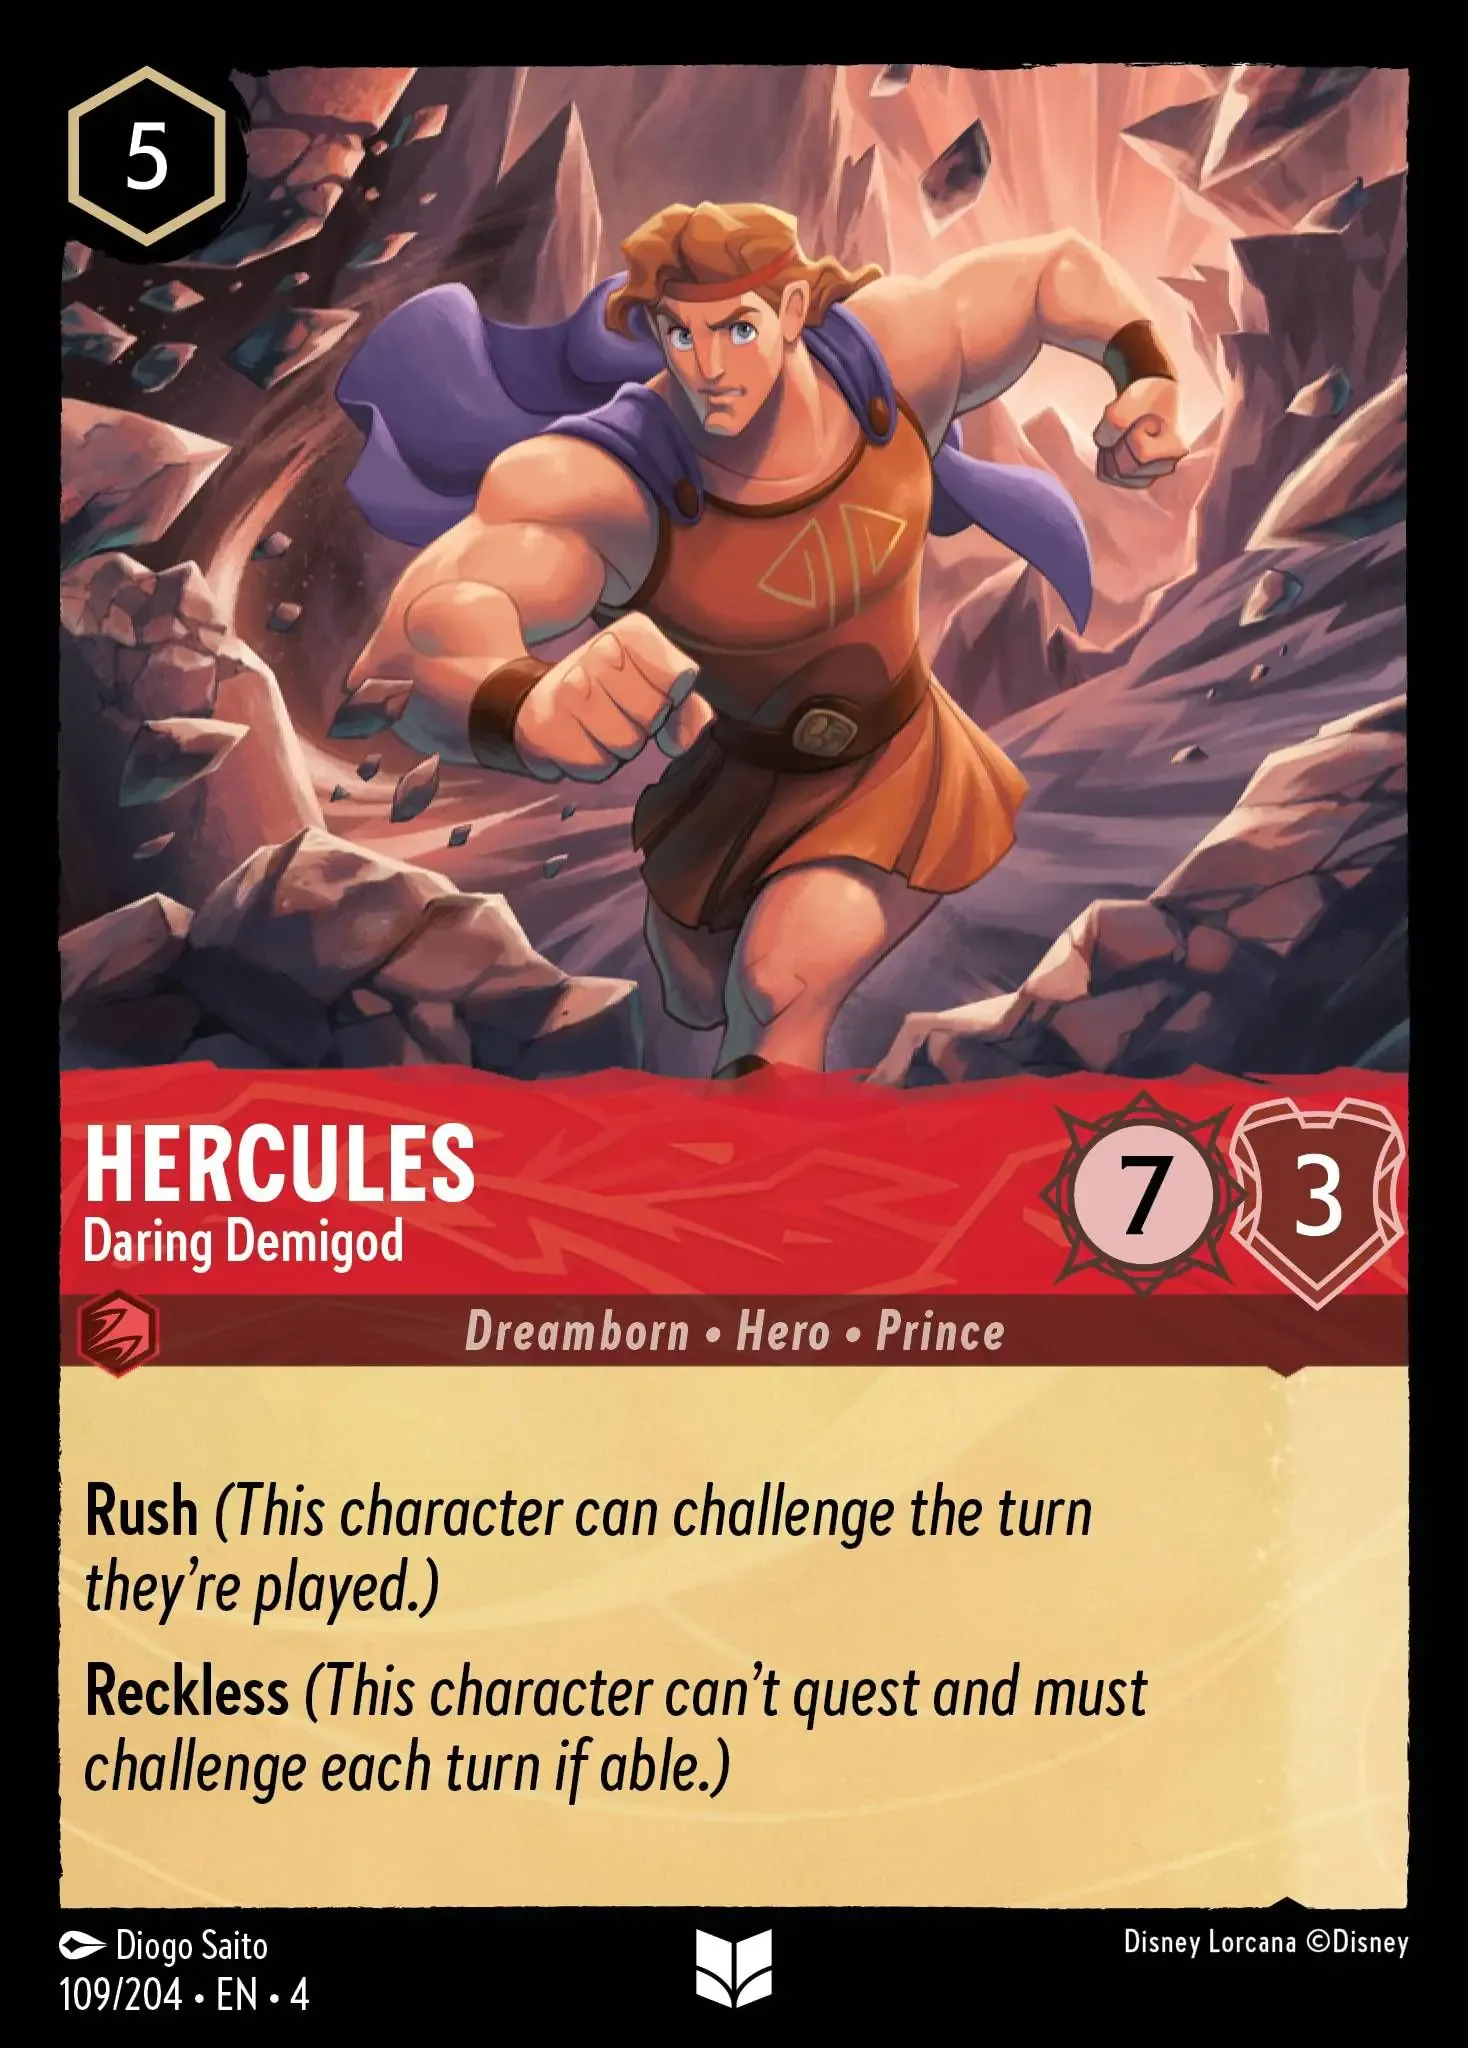 5
HERCULES
Daring Demigod
7
3
Dreamborn • Hero • Prince
Rush (This character can challenge the turn
they’re played.)
Reckless (This character can’t quest and must
challenge each turn if able.)
Diogo Saito
109/204 • EN • 4
Disney Lorcana ©Disney